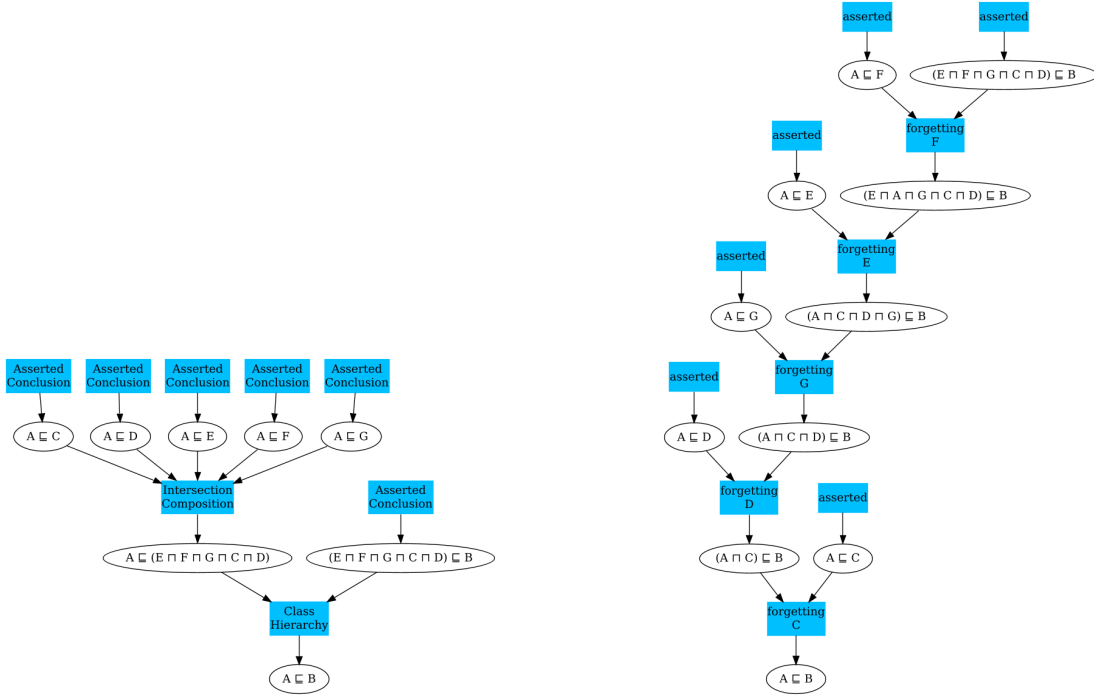 asserted
asserted
A ⊑ F
(E ⊓ F ⊓ G ⊓ C ⊓ D) ⊑ B
asserted
forgetting
F
A ⊑ E
(E ⊓ A ⊓ G ⊓ C ⊓ D) ⊑ B
asserted
forgetting
E
A ⊑ G
(A ⊓ C ⊓ D ⊓ G) ⊑ B
Asserted
Conclusion
Asserted
Conclusion
Asserted
Conclusion
Asserted
Conclusion
Asserted
Conclusion
asserted
forgetting
G
A ⊑ C
A ⊑ D
A ⊑ E
A ⊑ F
A ⊑ G
A ⊑ D
(A ⊓ C ⊓ D) ⊑ B
Intersection
Composition
Asserted
Conclusion
forgetting
D
asserted
A ⊑ (E ⊓ F ⊓ G ⊓ C ⊓ D)
(E ⊓ F ⊓ G ⊓ C ⊓ D) ⊑ B
(A ⊓ C) ⊑ B
A ⊑ C
Class
Hierarchy
forgetting
C
A ⊑ B
A ⊑ B